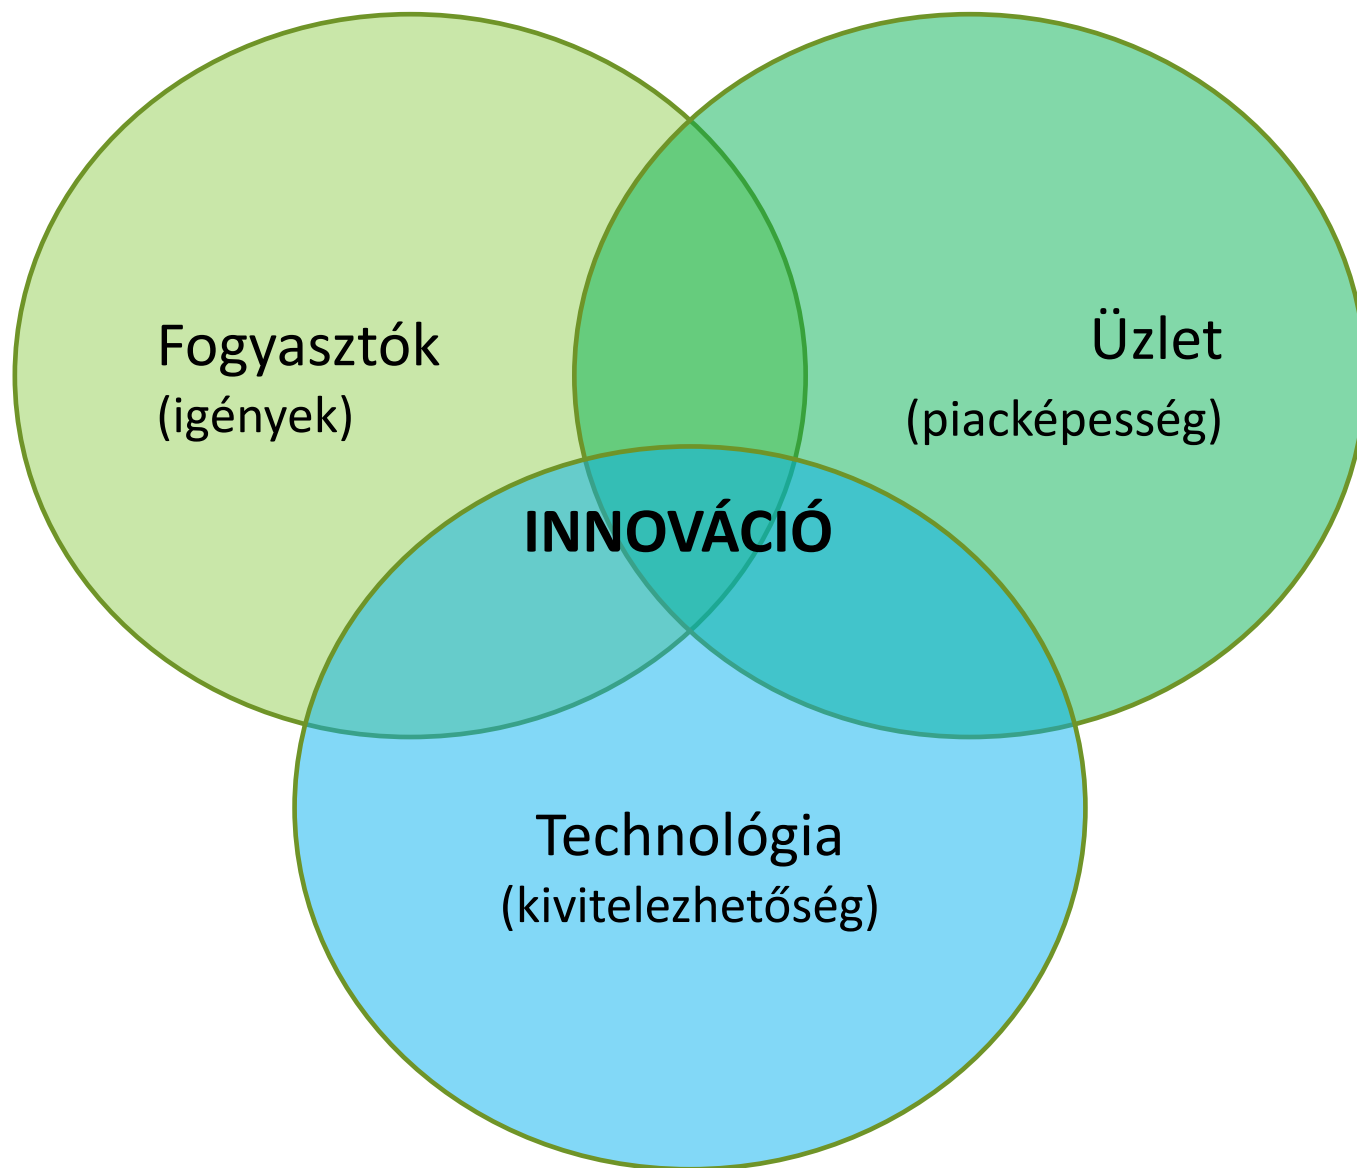 Fogyasztók
(igények)
Üzlet
(piacképesség)
INNOVÁCIÓ
Technológia
(kivitelezhetőség)